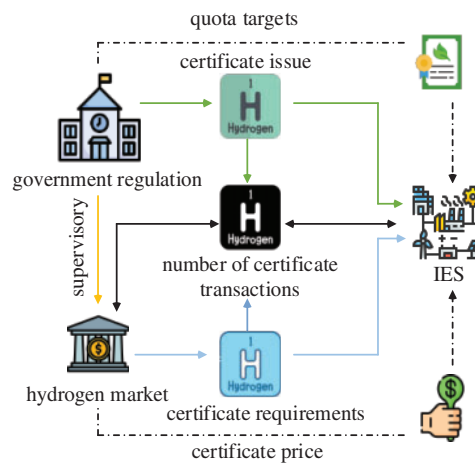 quota targets
certificate issue
1
H
Hydrogen
government regulation
supervisory
1
H
Hydrogen
number of certificate
transactions
IES
1
H
Hydrogen
hydrogen market
certificate requirements
certificate price